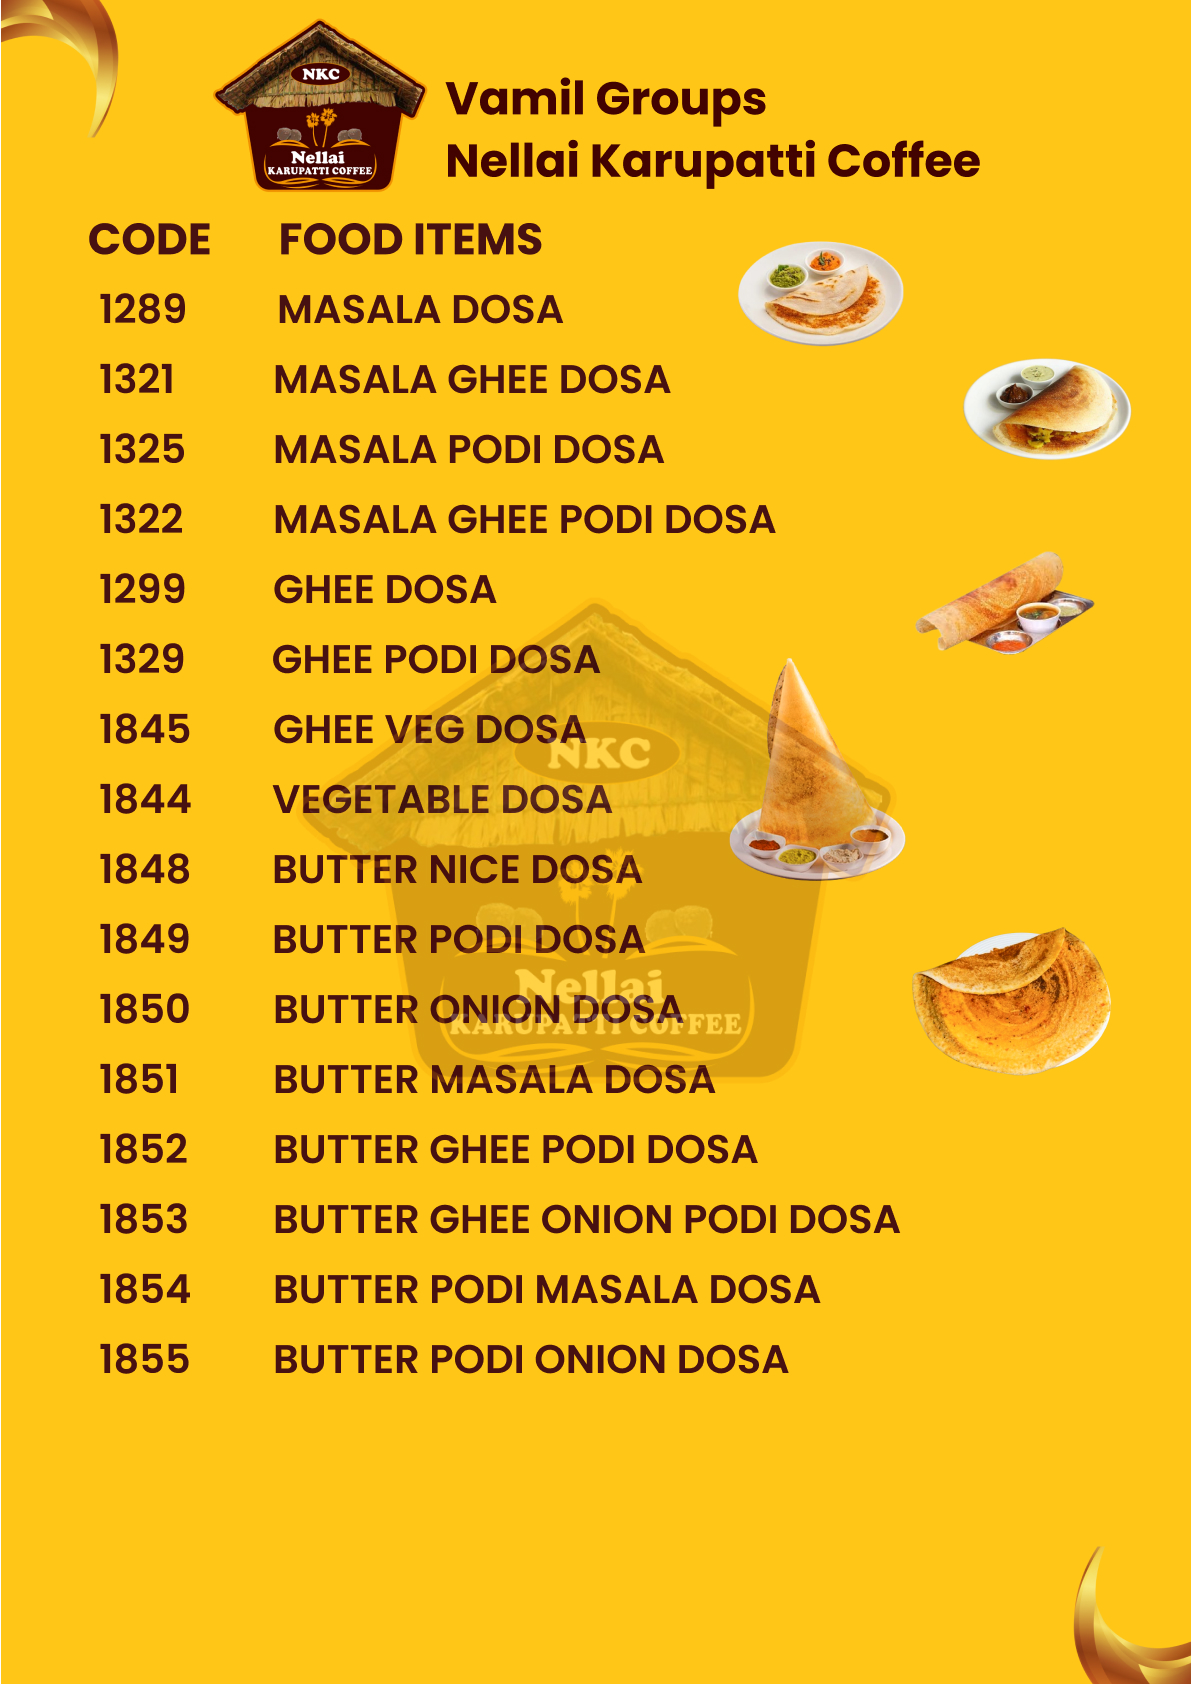 NKC
Nellai
KARUPATTI COFFEE
Vamil Groups
Nellai Karupatti Coffee
CODE FOOD ITEMS
1289 MASALA DOSA
1321 MASALA GHEE DOSA
1325 MASALA PODI DOSA
1322 MASALA GHEE PODI DOSA
1299 GHEE DOSA
1329 GHEE PODI DOSA
1845 GHEE VEG DOSA
NKC
1844 VEGETABLE DOSA
1848 BUTTER NICE DOSA
1849 BUTTER PODI DOSA
Nellai
1850 BUTTER ONION DOSA
KARUPATTI COFFEE
1851 BUTTER MASALA DOSA
1852 BUTTER GHEE PODI DOSA
1853 BUTTER GHEE ONION PODI DOSA
1854 BUTTER PODI MASALA DOSA
1855 BUTTER PODI ONION DOSA